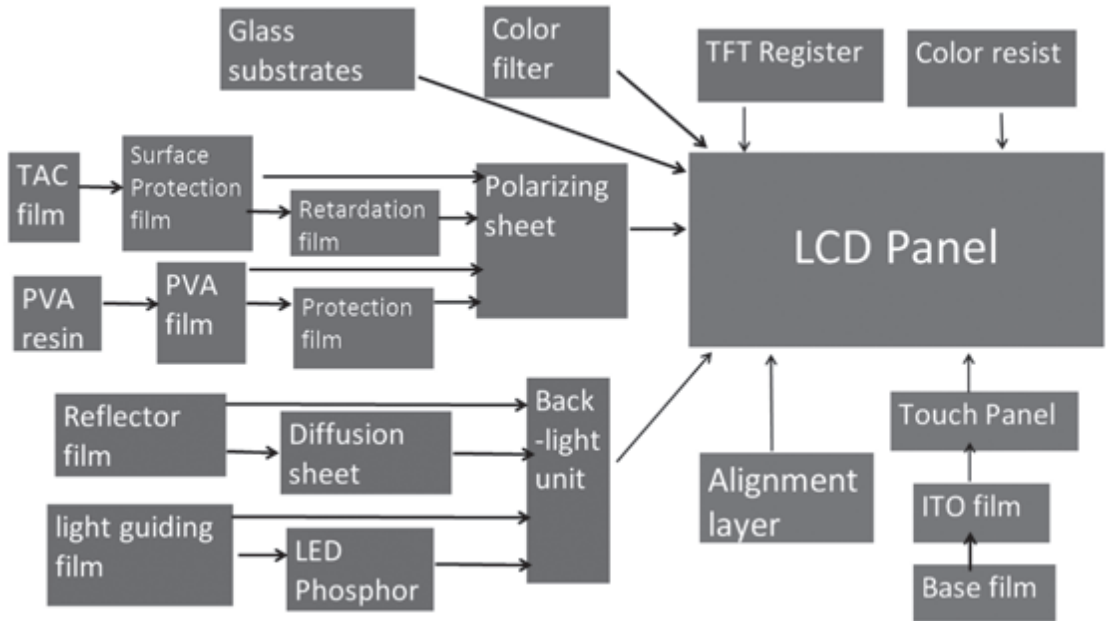 Glass
substrates
Color
filter
TFT Register
Color resist
TAC
film
Surface
Protection
film
Retardation
film
Polarizing
sheet
LCD Panel
PVA
resin
PVA
film
Protection
film
Reflector
film
Diffusion
sheet
Back
-light
unit
light guiding
film
LED
Phosphor
Alignment
layer
Touch Panel
ITO film
Base film